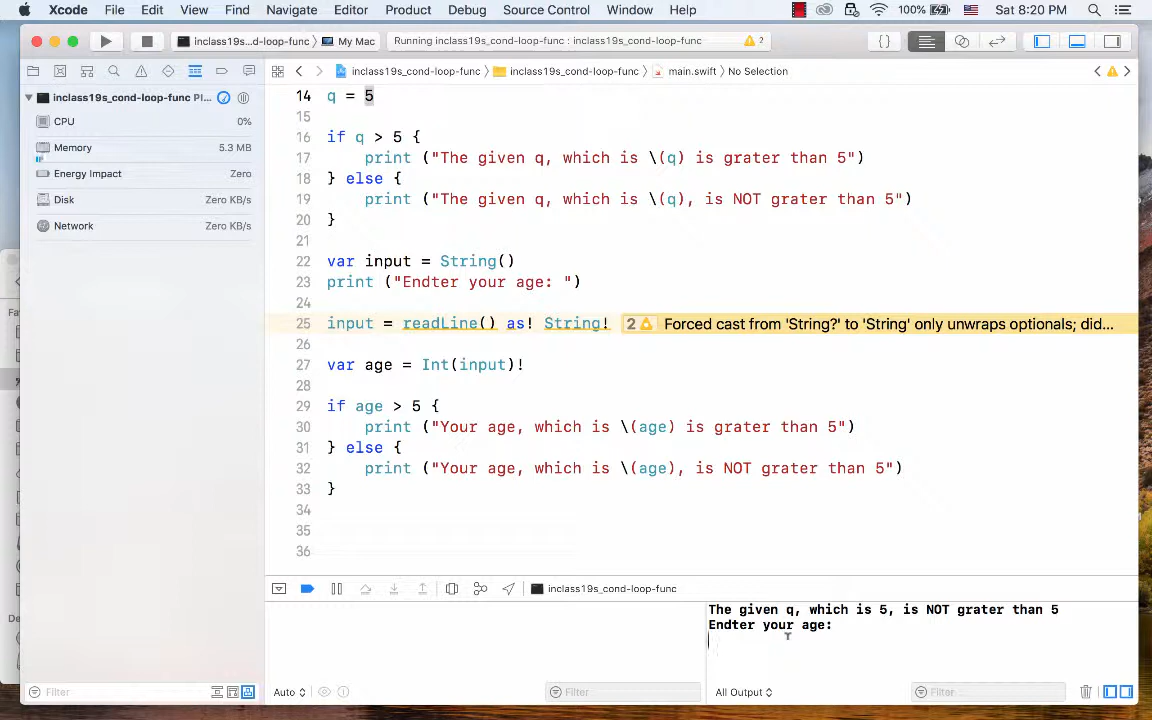 Xcode File Edit View Find Navigate Editor Product Debug Source Control Window Help 100% Sat 8:20 PM
inclass19s...d-loop-func My Mac Running inclass19s_cond-loop-func : inclass19s_cond-loop-func 2
inclass19s_cond-loop-func inclass19s_cond-loop-func main.swift No Selection
inclass19s_cond-loop-func PI...
CPU 0%
Memory 5.3 MB
Energy Impact Zero
Disk Zero KB/s
Network Zero KB/s
14 q = 5
15
16 if q > 5 {
17 print ("The given q, which is \(q) is grater than 5")
18 } else {
19 print ("The given q, which is \(q), is NOT grater than 5")
20 }
21
22 var input = String()
23 print ("Endter your age: ")
24
25 input = readLine() as! String! 2 Forced cast from 'String?' to 'String' only unwraps optionals; did...
26
27 var age = Int(input)!
28
29 if age > 5 {
30 print ("Your age, which is \(age) is grater than 5")
31 } else {
32 print ("Your age, which is \(age), is NOT grater than 5")
33 }
34
35
36
inclass19s_cond-loop-func
The given q, which is 5, is NOT grater than 5
Endter your age:
Filter Auto Filter All Output Filter